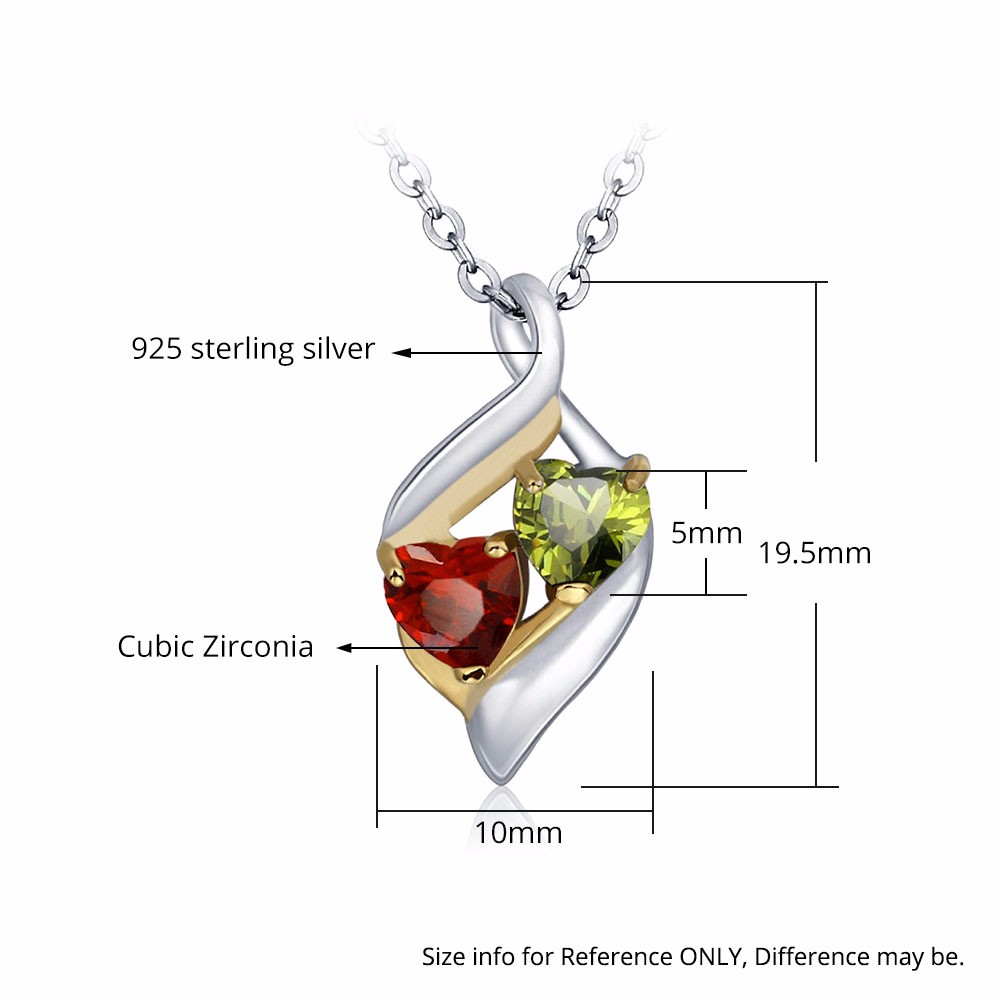 925 sterling silver
5mm
19.5mm
Cubic Zirconia
10mm
Size info for Reference ONLY, Difference may be.